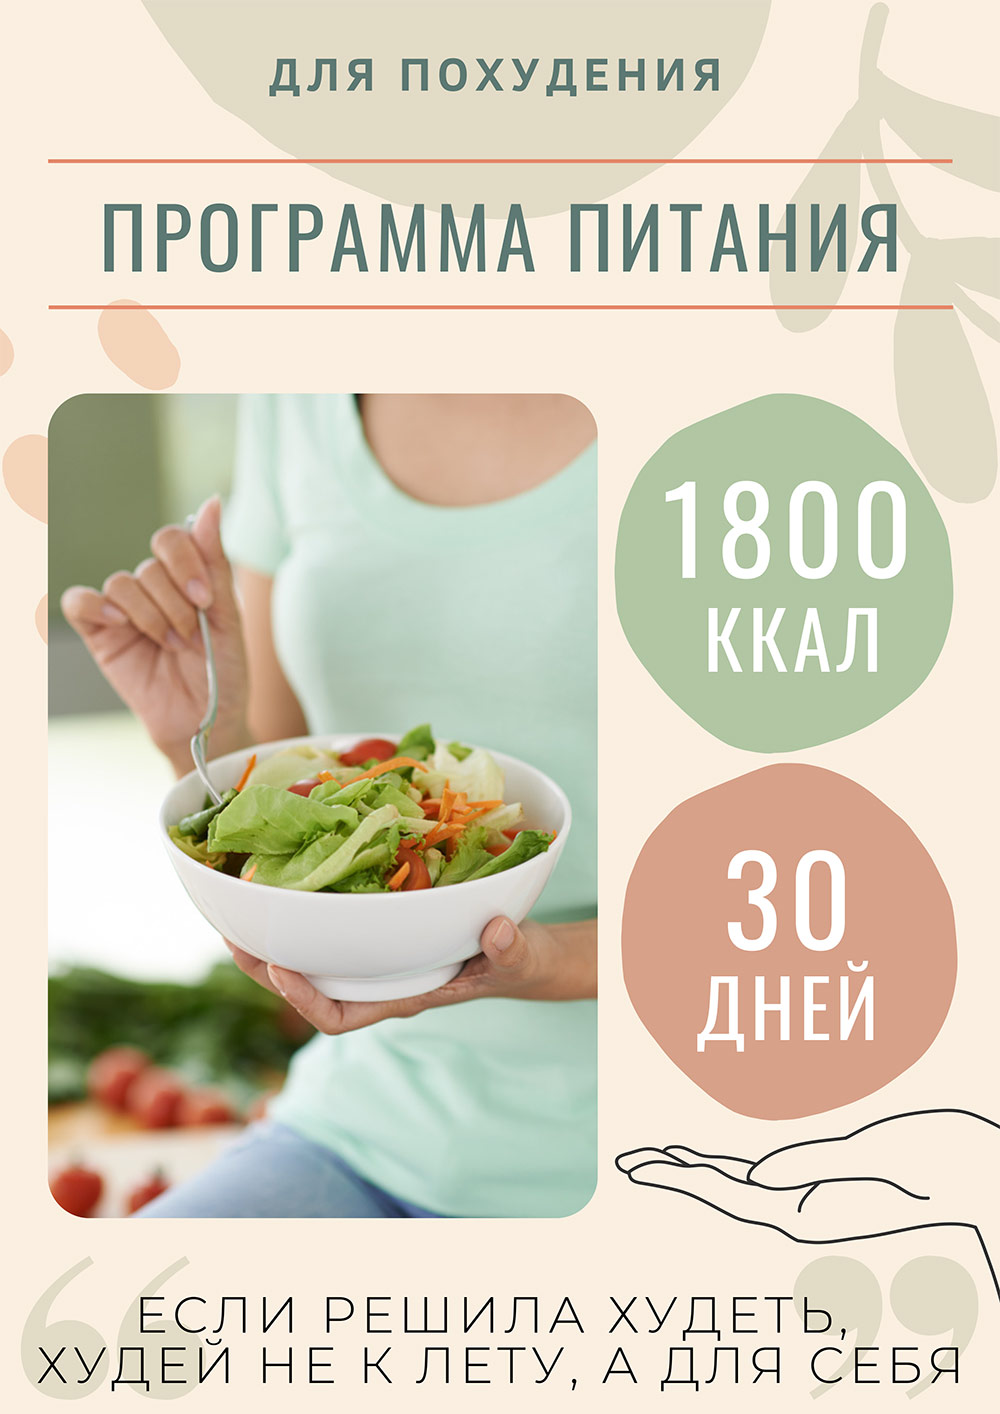 ДЛЯ ПОХУДЕНИЯ
ПРОГРАММА ПИТАНИЯ
1800
ККАЛ
30
ДНЕЙ
ЕСЛИ РЕШИЛА ХУДЕТЬ,
ХУДЕЙ НЕ К ЛЕТУ, А ДЛЯ СЕБЯ